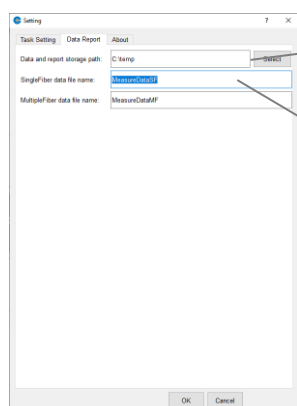 Setting ? ×
Task Setting Data Report About
Data and report storage path: C:\temp Select
SingleFiber data file name: MeasureDataSF
MultipleFiber data file name: MeasureDataMF
OK Cancel